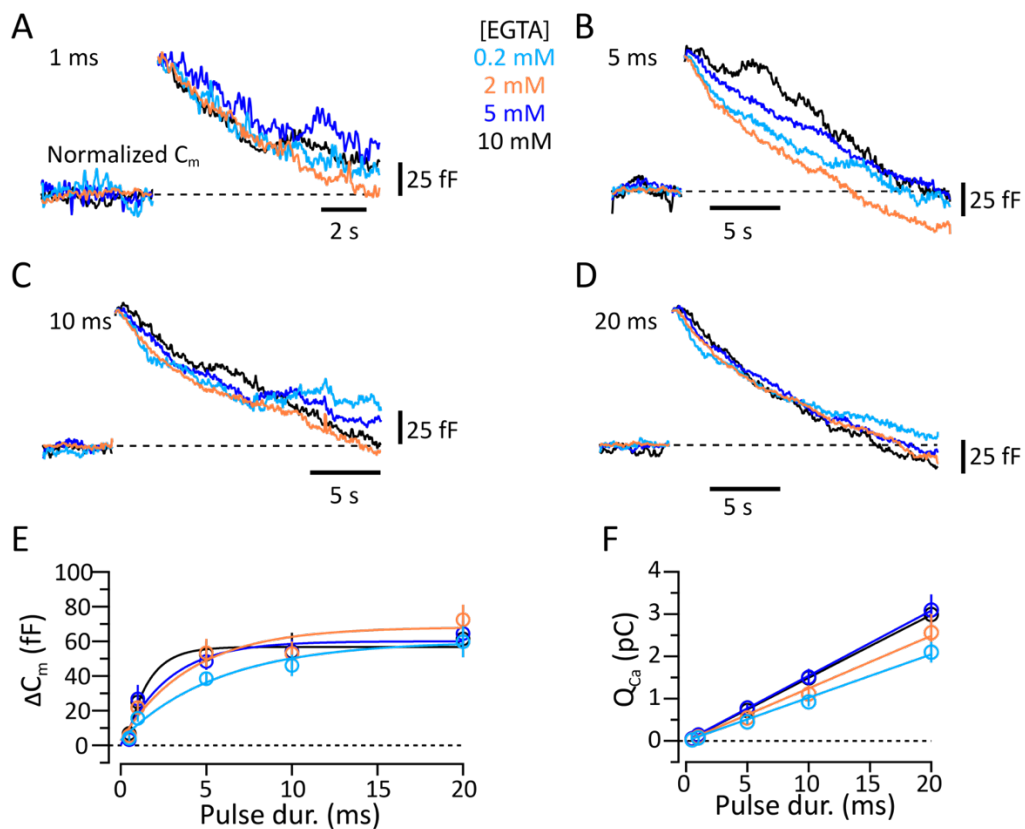 A
1 ms
Normalized Cm
25 fF
2 s
[EGTA]
0.2 mM
2 mM
5 mM
10 mM
B
5 ms
25 fF
5 s
C
10 ms
25 fF
5 s
D
20 ms
25 fF
5 s
E
100
80
60
40
20
0
ΔCm (fF)
0 5 10 15 20
Pulse dur. (ms)
F
4
3
2
1
0
QCa (pC)
0 5 10 15 20
Pulse dur. (ms)